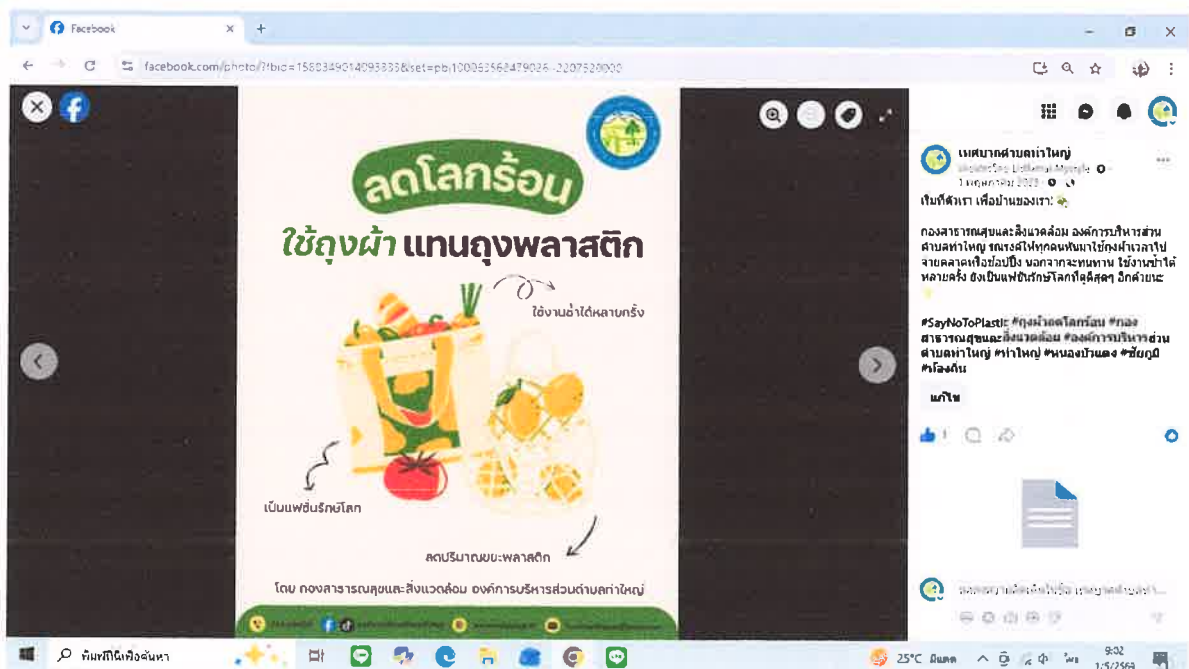 Facebook
facebook.com/photo/?fbid=
ลดโลกร้อน
ใช้ถุงผ้า แทนถุงพลาสติก
ใช้งานซ้ำได้หลายครั้ง
เป็นแฟชั่นรักษ์โลก
ลดปริมาณขยะพลาสติก
โดย กองสาธารณสุขและสิ่งแวดล้อม องค์การบริหารส่วนตำบลท่าใหญ่
เทศบาลตำบลท่าใหญ่
เริ่มที่ตัวเรา เพื่อบ้านของเรา!
กองสาธารณสุขและสิ่งแวดล้อม องค์การบริหารส่วน
ตำบลท่าใหญ่ รณรงค์ให้ทุกคนหันมาใช้ถุงผ้าเวลาไป
จ่ายตลาดหรือช้อปปิ้ง นอกจากจะทนทาน ใช้งานซ้ำได้
หลายครั้ง ยังเป็นแฟชั่นรักษ์โลกที่ดูดีสุดๆ อีกด้วยนะ
#SayNoToPlastic #ถุงผ้าลดโลกร้อน #กอง
สาธารณสุขและสิ่งแวดล้อม #องค์การบริหารส่วน
ตำบลท่าใหญ่ #ท่าใหญ่ #หนองบัวแดง #ชัยภูมิ
#ท้องถิ่น
แก้ไข
1
พิมพ์ที่นี่เพื่อค้นหา
25°C มีแดด
ไทย
9:02